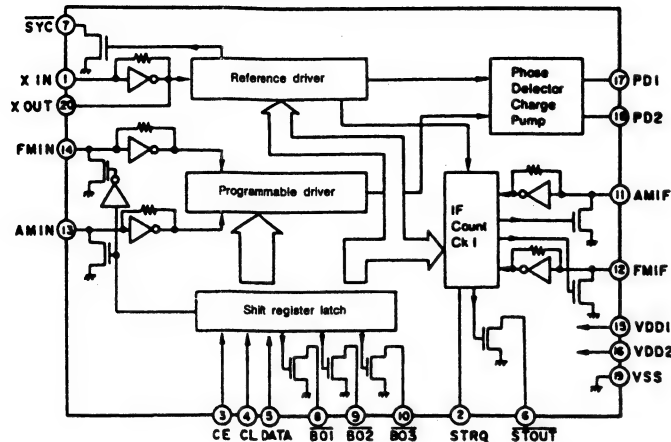 SYC
7
X IN
1
Reference driver
Phase
Detector
Charge
Pump
17
PD1
X OUT
20
18
PD2
FMIN
14
Programmable driver
IF
Count
Ck 1
11
AMIF
AMIN
13
12
FMIF
Shift register latch
15
VDD1
16
VDD2
19
VSS
3
4
5
8
9
10
2
6
CE
CL
DATA
BO1
BO2
BO3
STRQ
STOUT